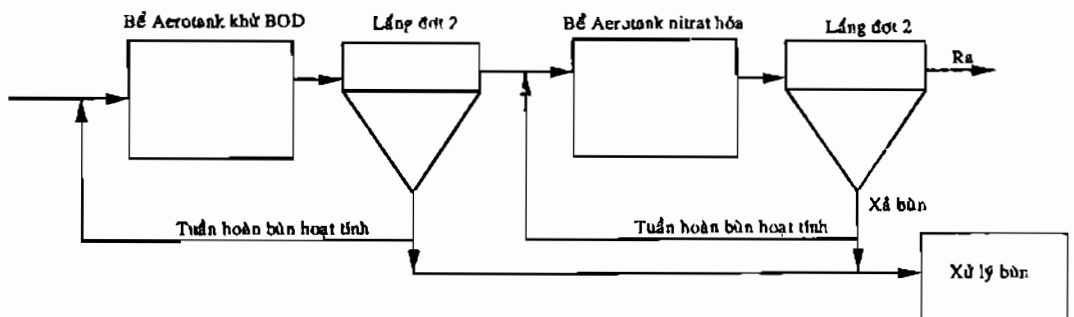 Bể Aerotank khử BOD
Lắng đợt 2
Bể Aerotank nitrat hóa
Lắng đợt 2
Ra
Xả bùn
Tuần hoàn bùn hoạt tính
Tuần hoàn bùn hoạt tính
Xử lý bùn